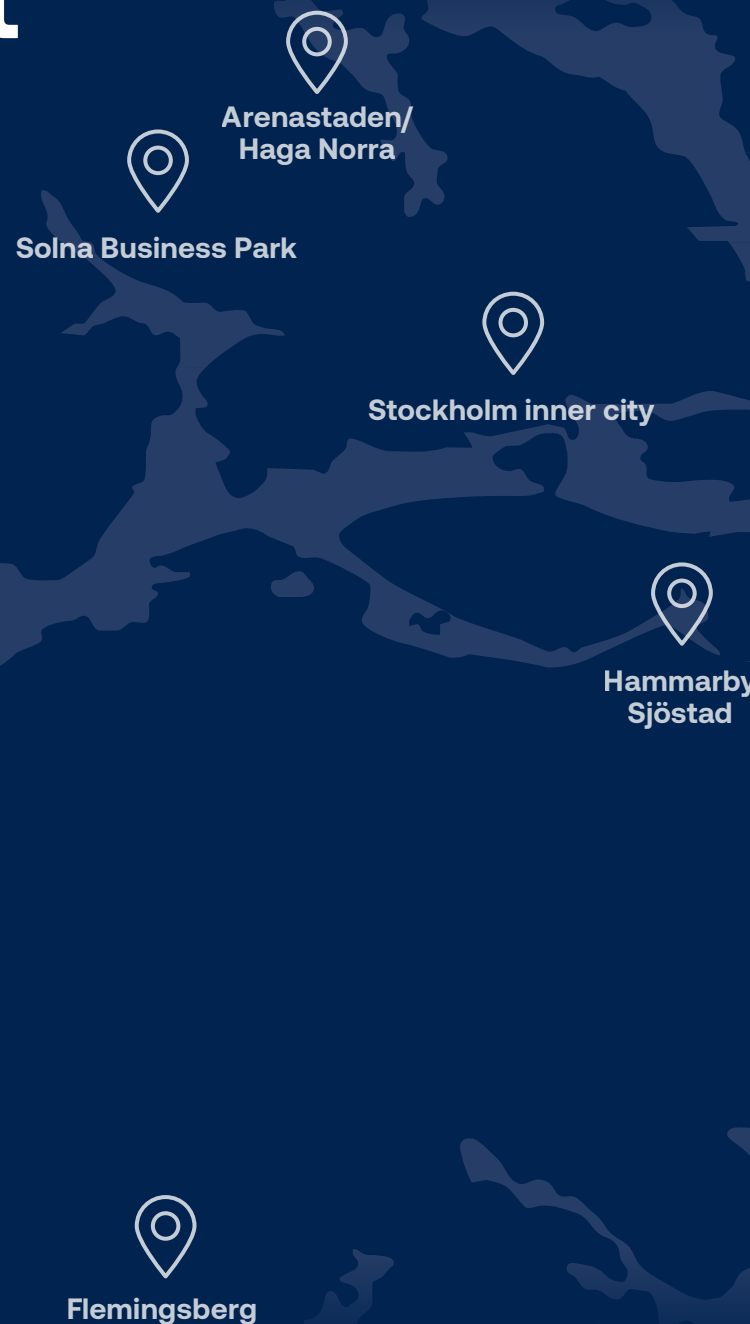 t
Arenastaden/
Haga Norra
Solna Business Park
Stockholm inner city
Hammarby
Sjöstad
Flemingsberg